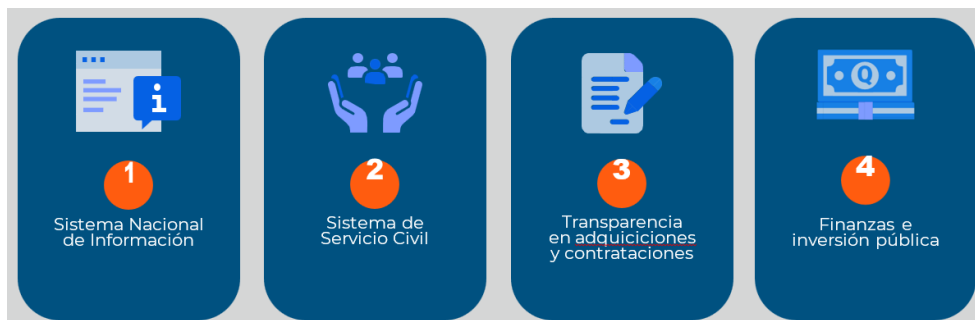 i
Q
1
Sistema Nacional
de Información
2
Sistema de
Servicio Civil
3
Transparencia
en adquiciciones
y contrataciones
4
Finanzas e
inversión pública